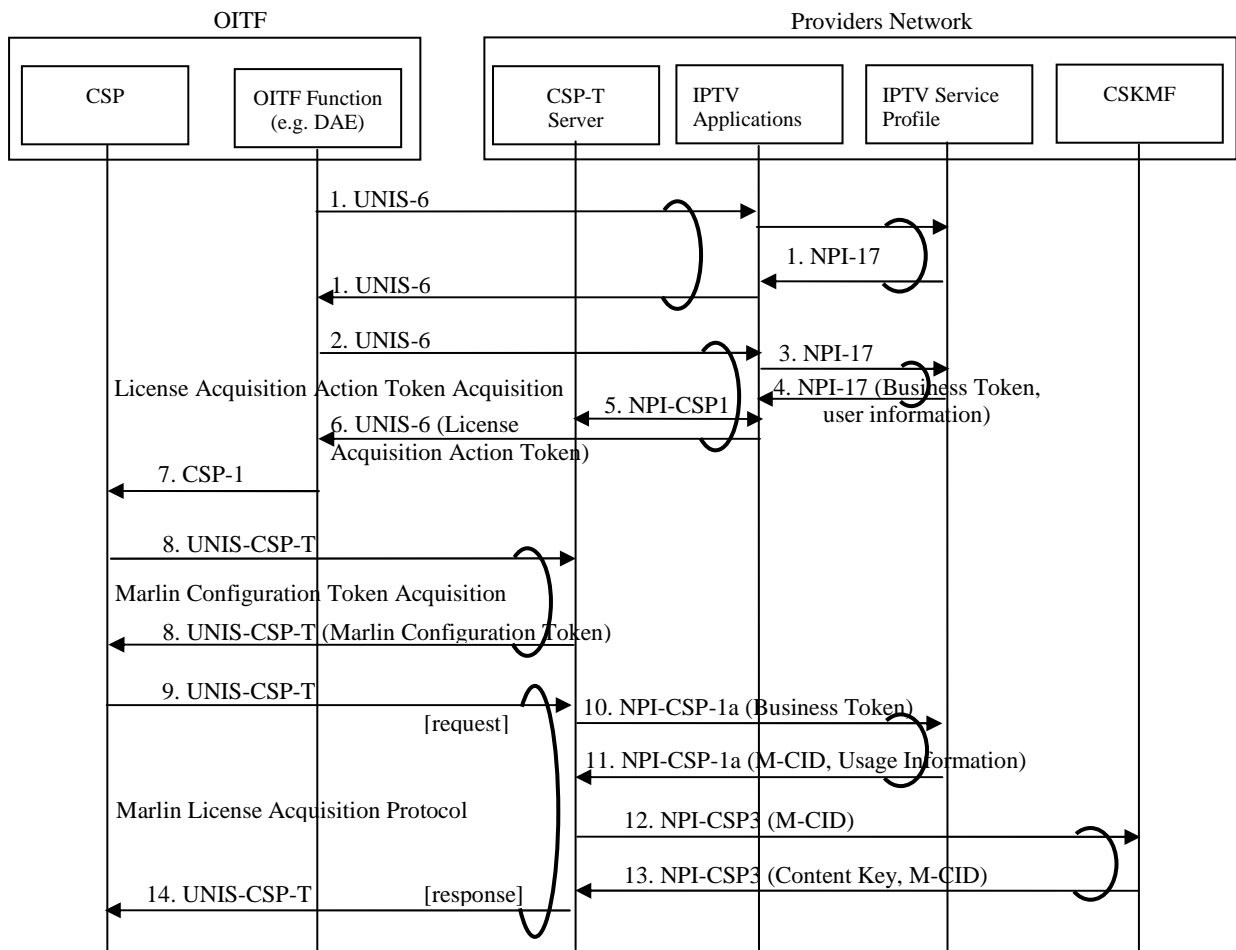 OITF
Providers Network
CSP
OITF Function
(e.g. DAE)
CSP-T
Server
IPTV
Applications
IPTV Service
Profile
CSKMF
1. UNIS-6
1. NPI-17
1. UNIS-6
2. UNIS-6
3. NPI-17
License Acquisition Action Token Acquisition
4. NPI-17 (Business Token,
user information)
5. NPI-CSP1
6. UNIS-6 (License
Acquisition Action Token)
7. CSP-1
8. UNIS-CSP-T
Marlin Configuration Token Acquisition
8. UNIS-CSP-T (Marlin Configuration Token)
9. UNIS-CSP-T
[request]
10. NPI-CSP-1a (Business Token)
11. NPI-CSP-1a (M-CID, Usage Information)
Marlin License Acquisition Protocol
12. NPI-CSP3 (M-CID)
13. NPI-CSP3 (Content Key, M-CID)
14. UNIS-CSP-T
[response]